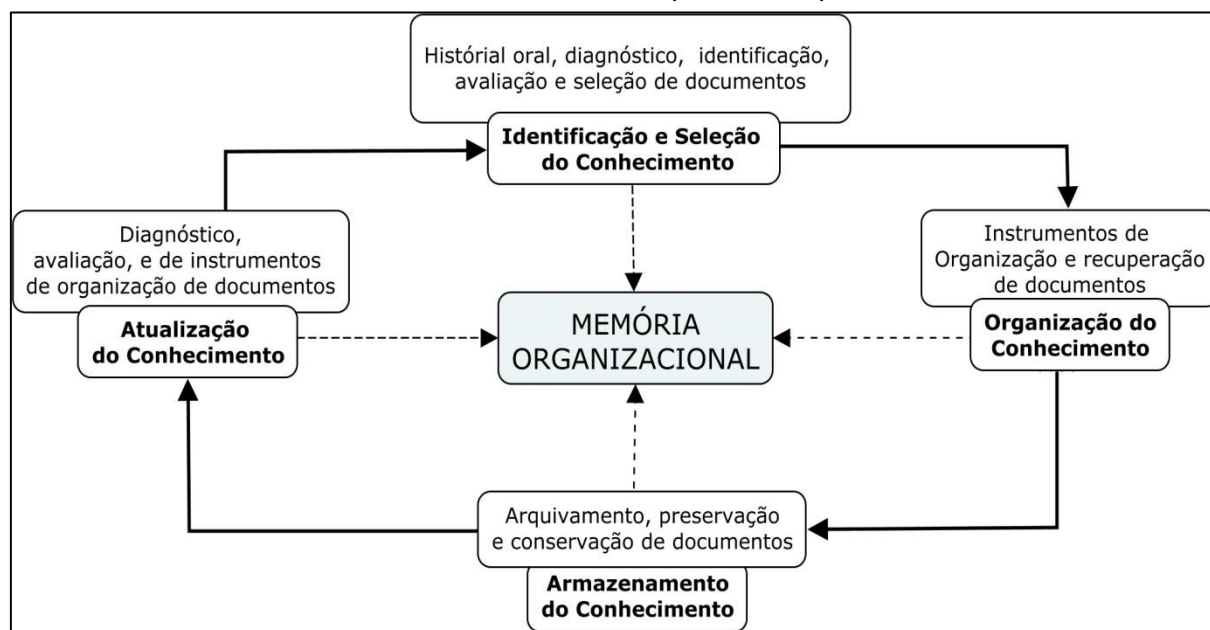 Históríal oral, diagnóstico, identificação,
avaliação e seleção de documentos
Identificação e Seleção
do Conhecimento
Diagnóstico,
avaliação, e de instrumentos
de organização de documentos
Atualização
do Conhecimento
MEMÓRIA
ORGANIZACIONAL
Instrumentos de
Organização e recuperação
de documentos
Organização do
Conhecimento
Arquivamento, preservação
e conservação de documentos
Armazenamento
do Conhecimento